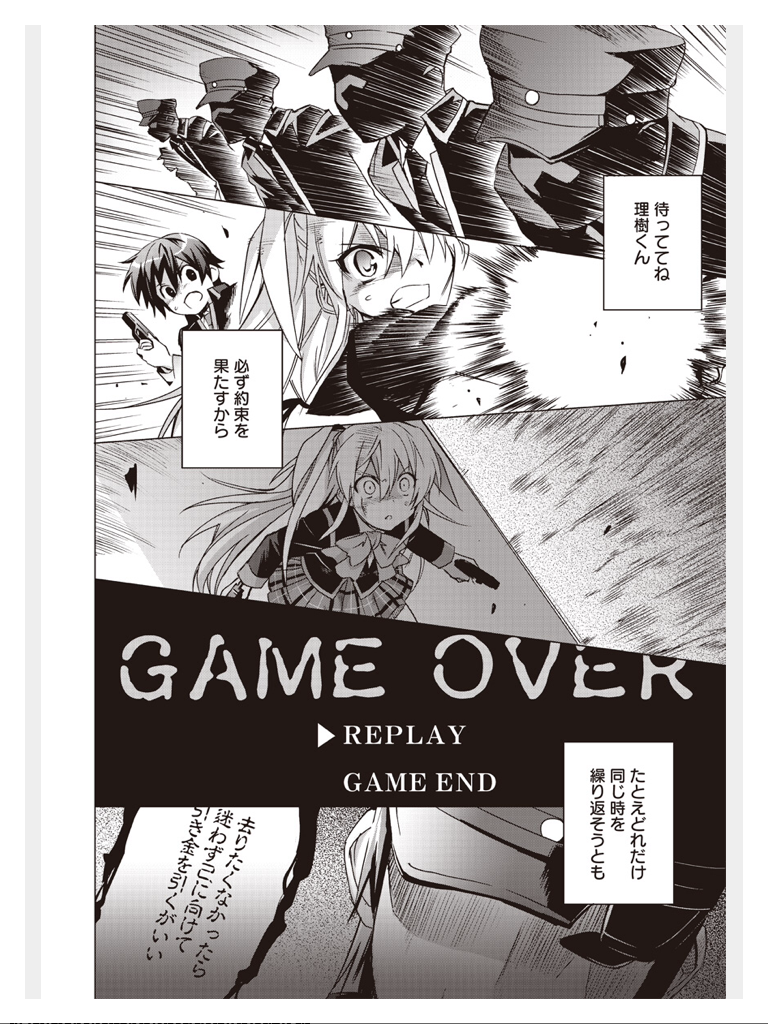 待っててね
理樹くん
必ず約束を
果たすから
GAME OVER
REPLAY
GAME END
たとえどれだけ
同じ時を
繰り返そうとも
去りたくなかったら
迷わず己に向けて
引き金を引くがいい